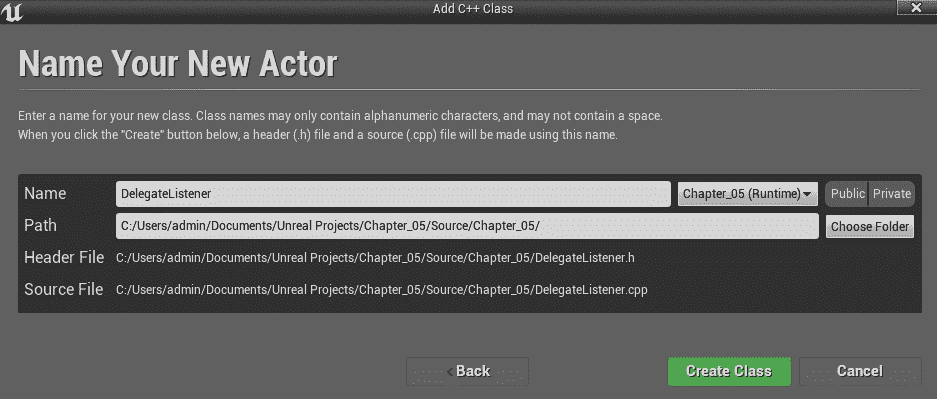 Add C++ Class
Name Your New Actor
Enter a name for your new class. Class names may only contain alphanumeric characters, and may not contain a space.
When you click the "Create" button below, a header (.h) file and a source (.cpp) file will be made using this name.
Name DelegateListener Chapter_05 (Runtime) Public Private
Path C:/Users/admin/Documents/Unreal Projects/Chapter_05/Source/Chapter_05/ Choose Folder
Header File C:/Users/admin/Documents/Unreal Projects/Chapter_05/Source/Chapter_05/DelegateListener.h
Source File C:/Users/admin/Documents/Unreal Projects/Chapter_05/Source/Chapter_05/DelegateListener.cpp
Back Create Class Cancel